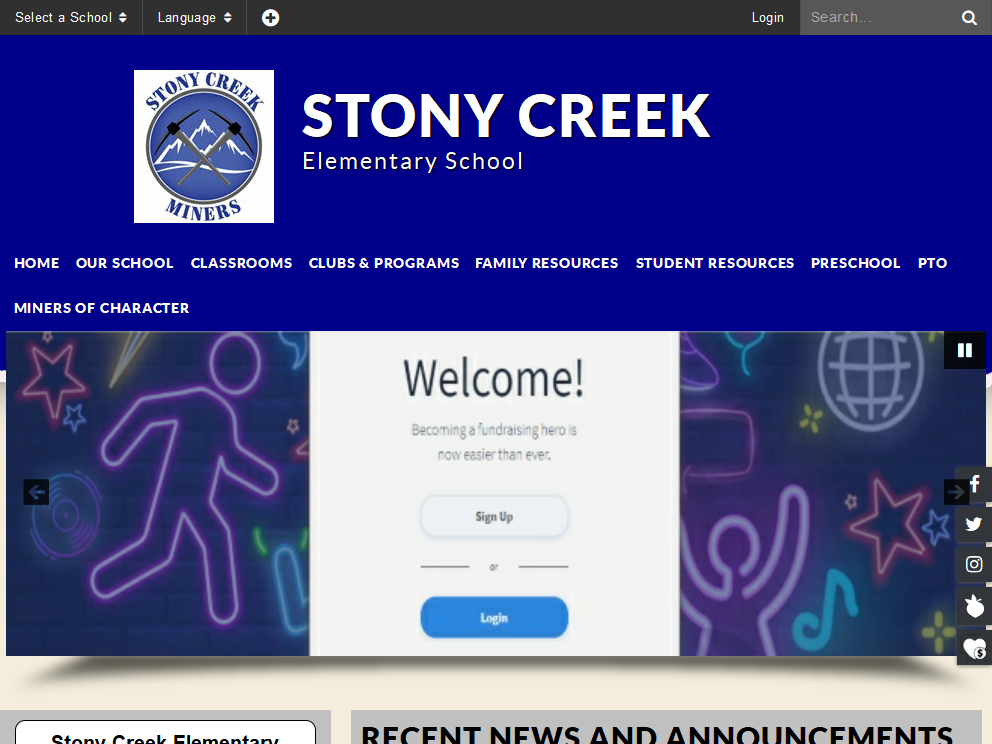 Select a School
Language
Login
Search...
STONY CREEK
MINERS
STONY CREEK
Elementary School
HOME OUR SCHOOL CLASSROOMS CLUBS & PROGRAMS FAMILY RESOURCES STUDENT RESOURCES PRESCHOOL PTO
MINERS OF CHARACTER
Welcome!
Becoming a fundraising hero is
now easier than ever.
Sign Up
or
Login
Stony Creek Elementary
RECENT NEWS AND ANNOUNCEMENTS